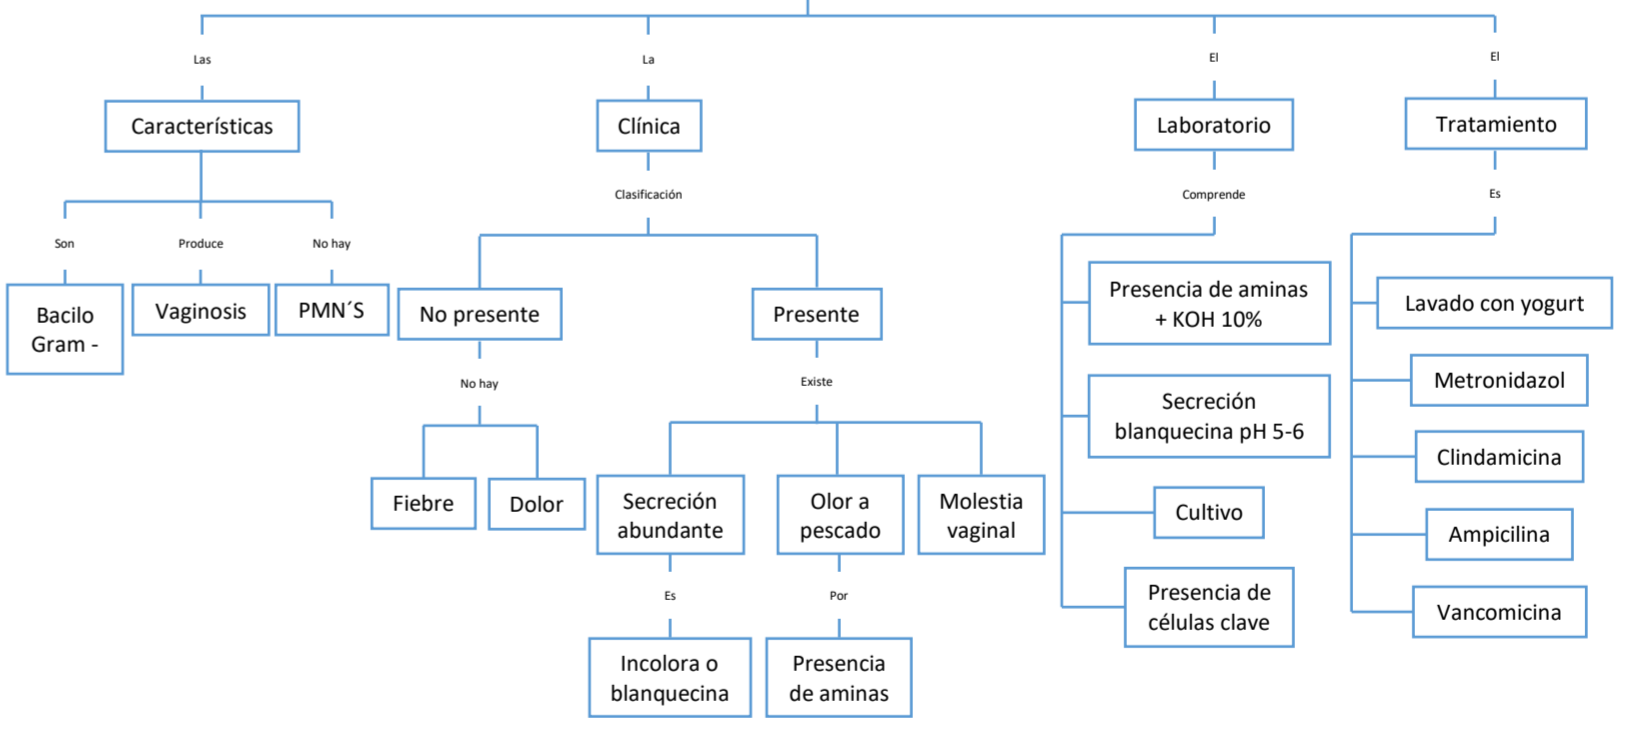 Las
Características
Son
Bacilo
Gram -
Produce
Vaginosis
No hay
PMN´S
La
Clínica
Clasificación
No presente
No hay
Fiebre
Dolor
Presente
Existe
Secreción
abundante
Es
Incolora o
blanquecina
Olor a
pescado
Por
Presencia
de aminas
Molestia
vaginal
El
Laboratorio
Comprende
Presencia de aminas
+ KOH 10%
Secreción
blanquecina pH 5-6
Cultivo
Presencia de
células clave
El
Tratamiento
Es
Lavado con yogurt
Metronidazol
Clindamicina
Ampicilina
Vancomicina